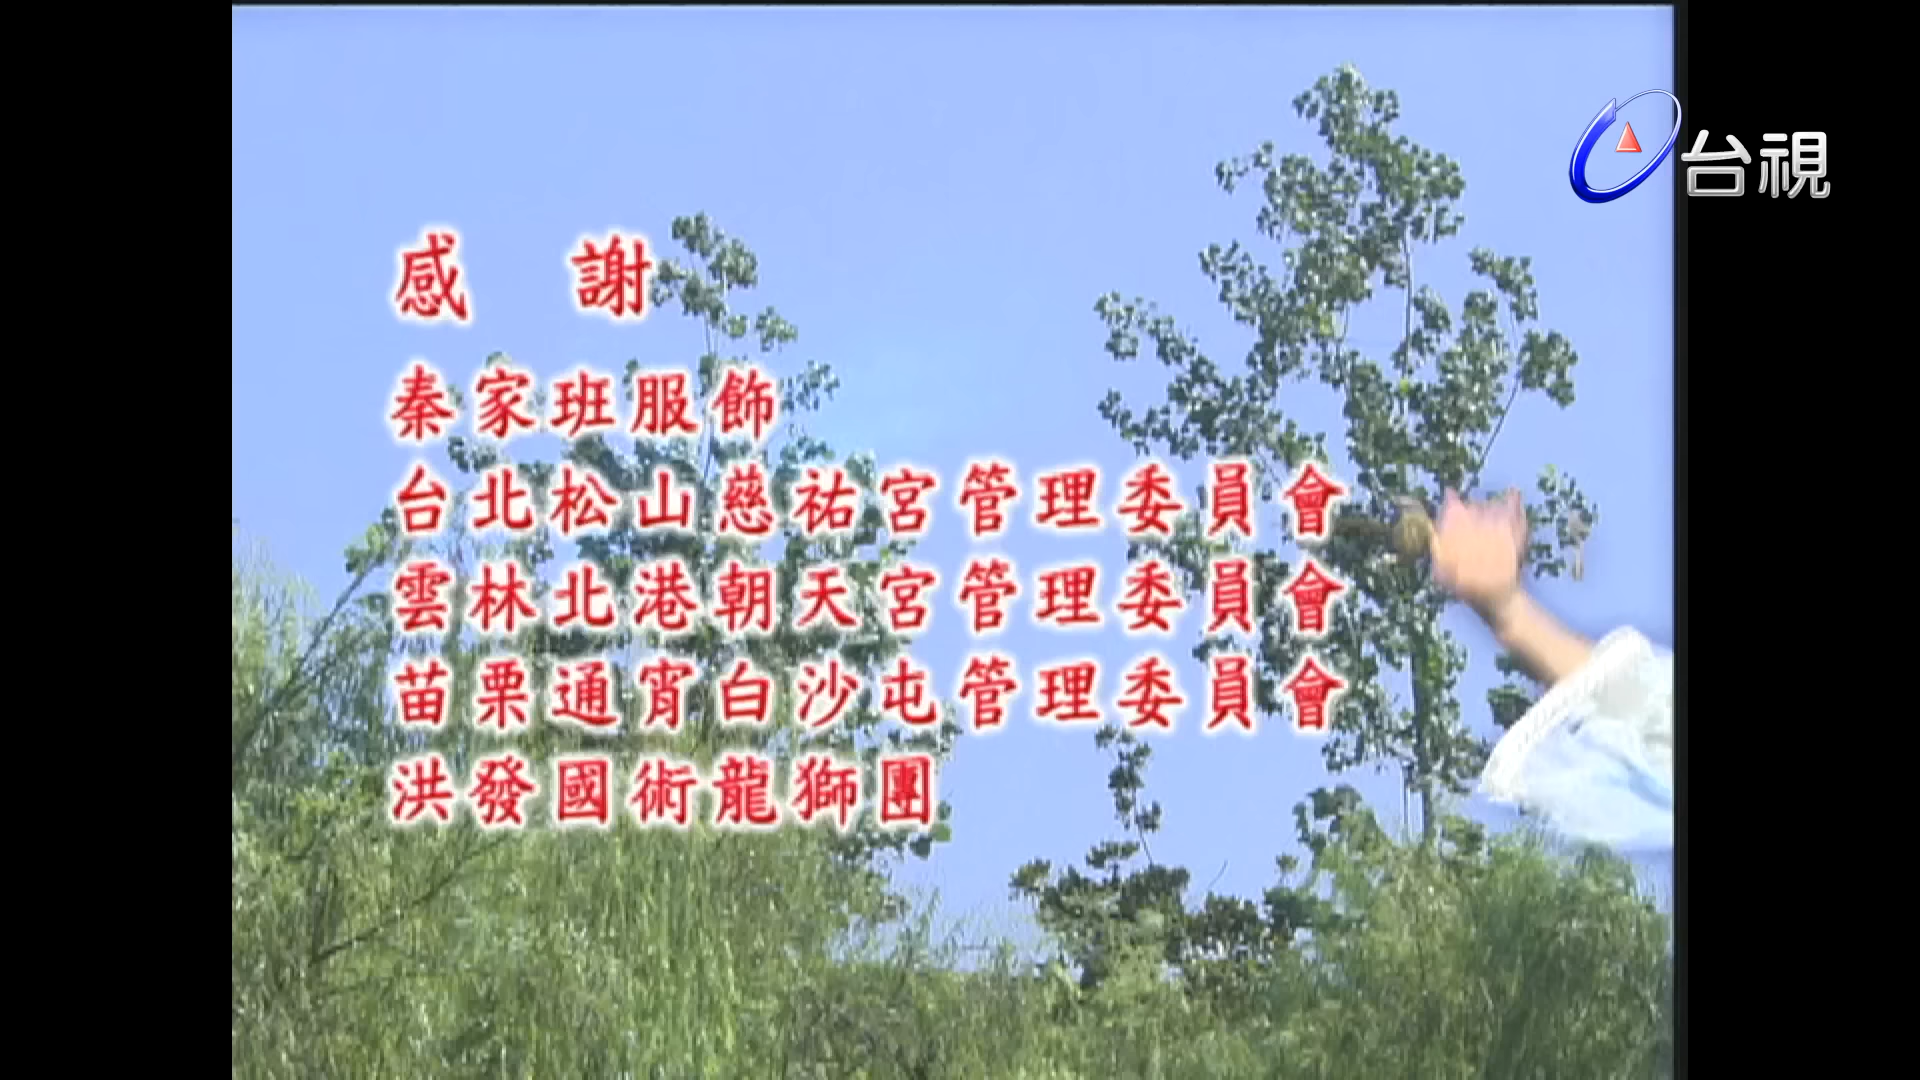 台視
感 謝
秦家班服飾
台北松山慈祐宮管理委員會
雲林北港朝天宮管理委員會
苗栗通宵白沙屯管理委員會
洪發國術龍獅團